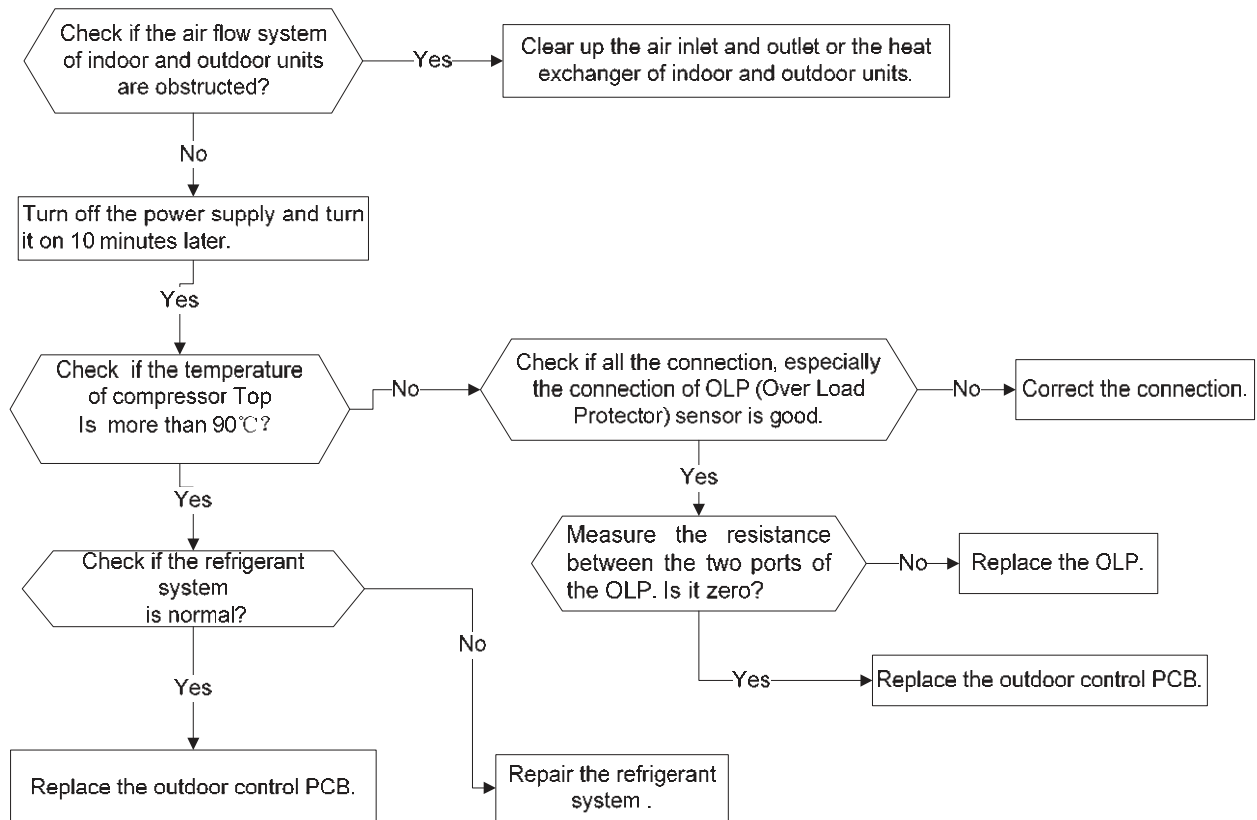 Check if the air flow system
of indoor and outdoor units
are obstructed?
Yes
Clear up the air inlet and outlet or the heat
exchanger of indoor and outdoor units.
No
Turn off the power supply and turn
it on 10 minutes later.
Yes
Check if the temperature
of compressor Top
Is more than 90℃?
No
Check if all the connection, especially
the connection of OLP (Over Load
Protector) sensor is good.
No
Correct the connection.
Yes
Yes
Measure the resistance
between the two ports of
the OLP. Is it zero?
No
Replace the OLP.
Check if the refrigerant
system
is normal?
No
Yes
Yes
Replace the outdoor control PCB.
Replace the outdoor control PCB.
Repair the refrigerant
system .